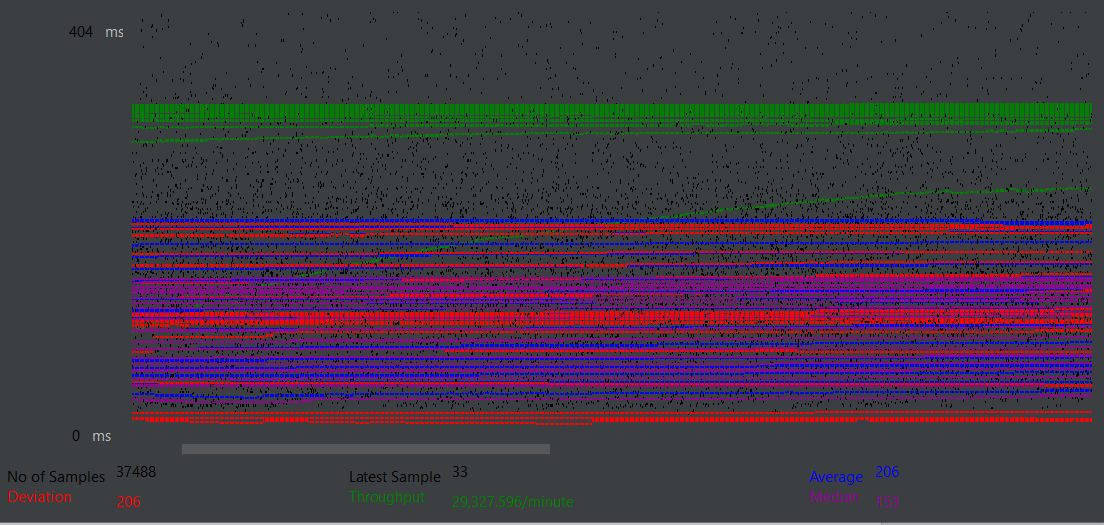 404 ms
0 ms
No of Samples 37488 Latest Sample 33 Average 206
Deviation 206 Throughput 29,327.596/minute Median 153